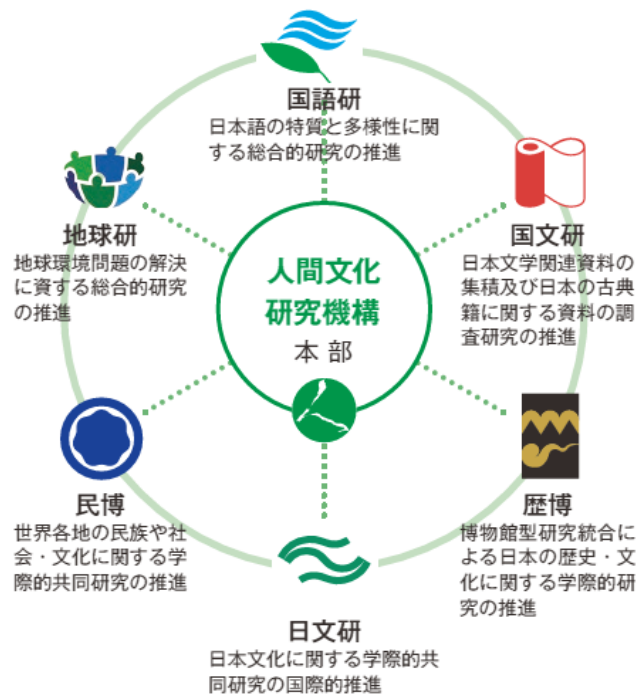 国語研
日本語の特質と多様性に関
する総合的研究の推進
国文研
日本文学関連資料の
集積及び日本の古典
籍に関する資料の調
査研究の推進
歴博
博物館型研究統合に
よる日本の歴史・文
化に関する学際的研
究の推進
日文研
日本文化に関する学際的共
同研究の国際的推進
民博
世界各地の民族や社
会・文化に関する学
際的共同研究の推進
地球研
地球環境問題の解決
に資する総合的研究
の推進
人間文化
研究機構
本部